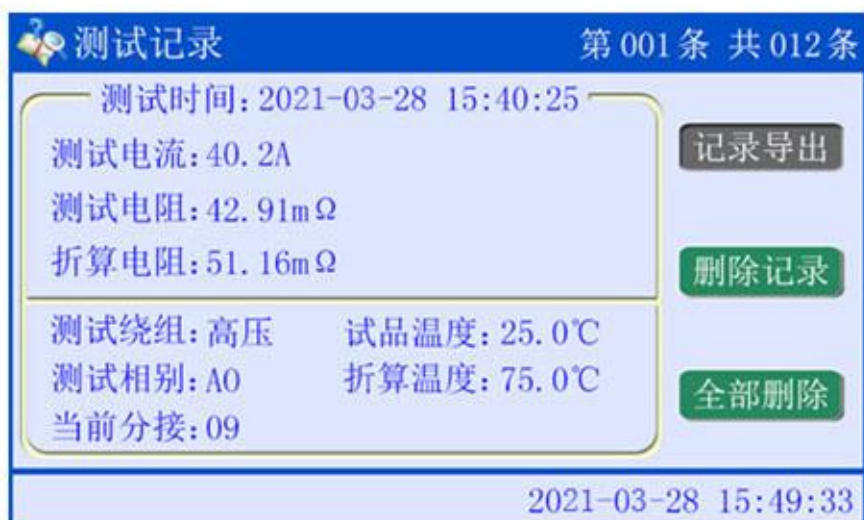 测试记录 第001条 共012条
测试时间:2021-03-28 15:40:25
测试电流:40.2A
记录导出
测试电阻:42.91mΩ
折算电阻:51.16mΩ
删除记录
测试绕组:高压 试品温度:25.0℃
测试相别:AO 折算温度:75.0℃
全部删除
当前分接:09
2021-03-28 15:49:33